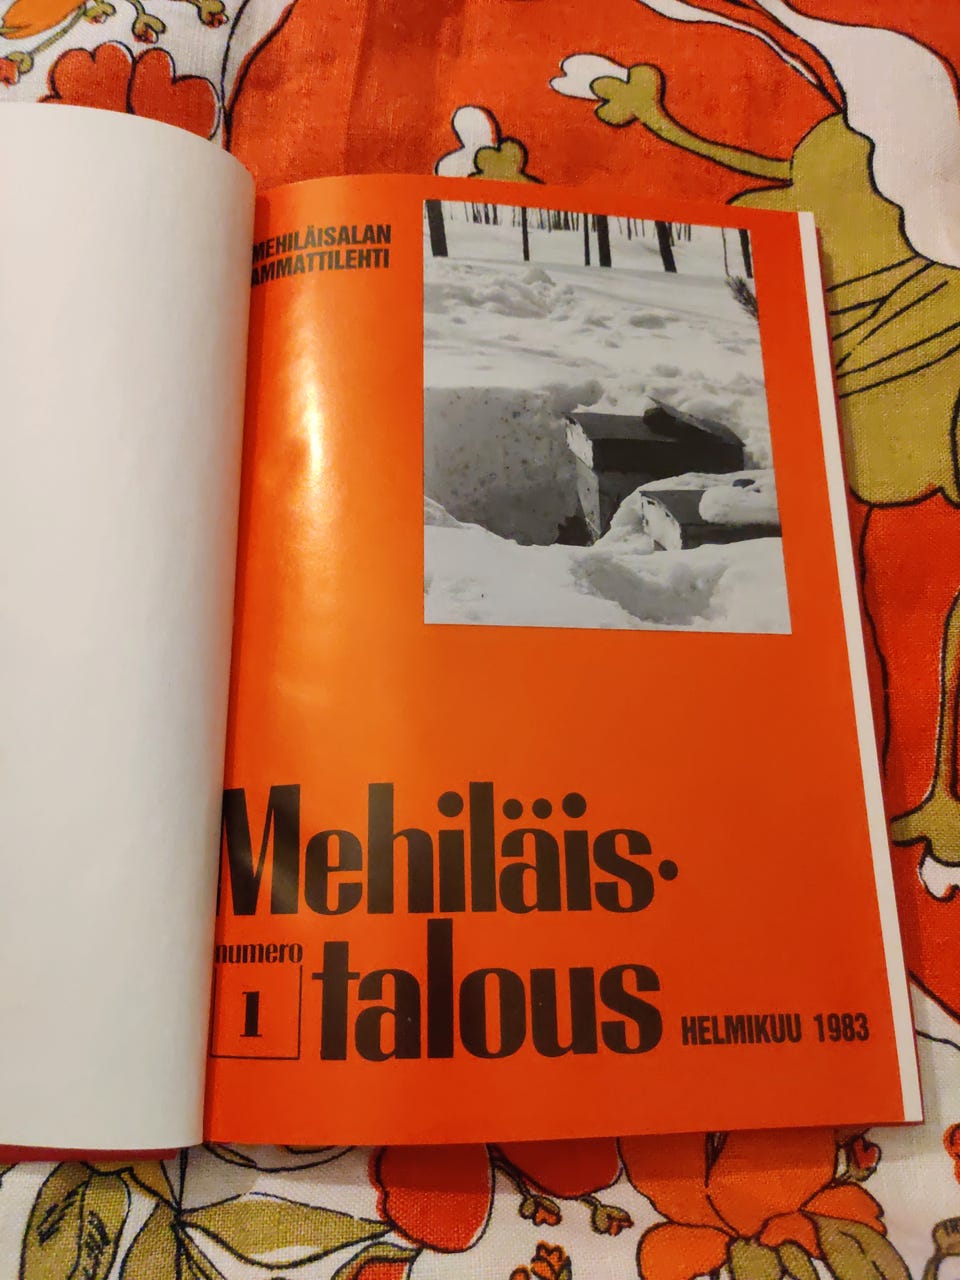 MEHILÄISALAN
AMMATTILEHTI
Mehiläis-
talous
numero
1
HELMIKUU 1983